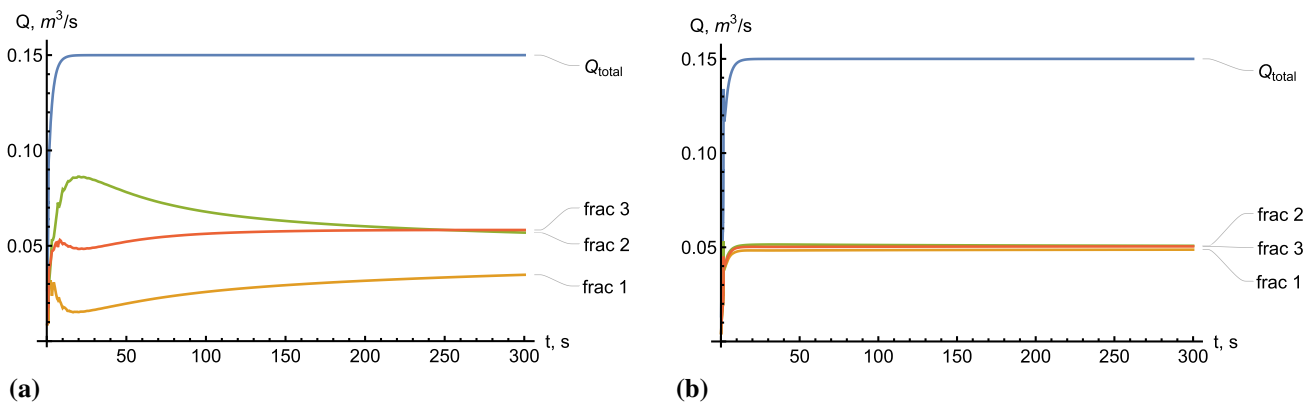 Q, m³/s
0.15
0.10
0.05
50
100
150
200
250
300
t, s
Q_total
frac 3
frac 2
frac 1
(a)
Q, m³/s
0.15
0.10
0.05
50
100
150
200
250
300
t, s
Q_total
frac 2
frac 3
frac 1
(b)